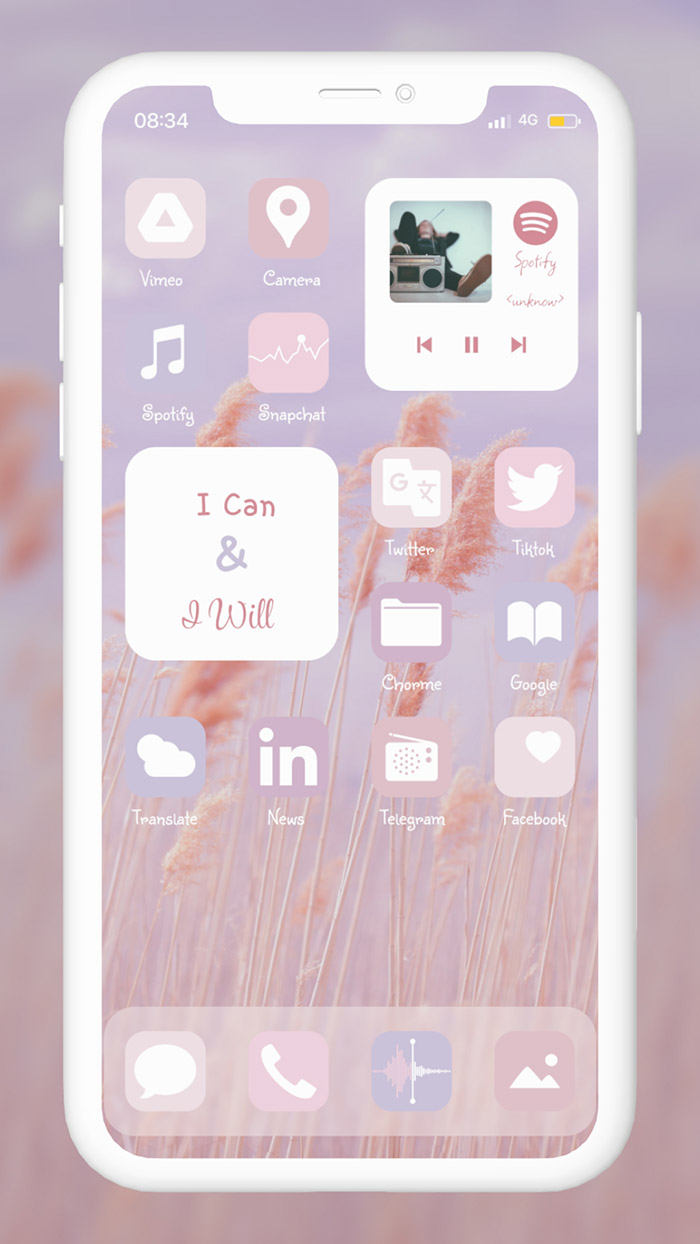 08:34
4G
Vimeo
Camera
Spotify
<unknow>
Spotify
Snapchat
I Can
&
I Will
G 文
Twitter
Tiktok
Chorme
Google
in
Translate
News
Telegram
Facebook